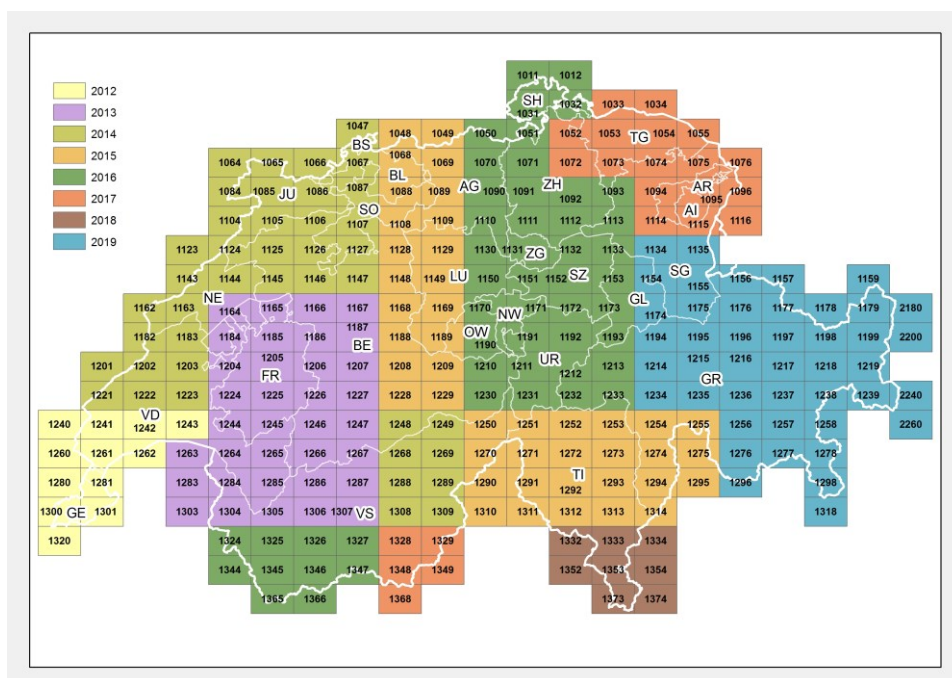 1011 1012
2012
2013 SH 1032 1033 1034
1031
2014 1047 1048 1049 1050 1051 1052 1053 1054 1055
BS TG
2015 1064 1065 1066 1067 1068 1069 1070 1071 1072 1073 1074 1075 1076
BL
2016 1084 1085 JU 1086 1087 1088 1089 AG 1090 1091 ZH 1092 1093 1094 AR 1095 1096
2017 SO AI
2018 1104 1105 1106 1107 1108 1109 1110 1111 1112 1113 1114 1115 1116
2019 1123 1124 1125 1126 1127 1128 1129 1130 1131 ZG 1132 1133 1134 1135
1143 1144 1145 1146 1147 1148 1149 LU 1150 1151 1152 SZ 1153 1154 SG 1155 1156 1157 1159
NE GL
1162 1163 1164 1165 1166 1167 1168 1169 1170 NW 1171 1172 1173 1174 1175 1176 1177 1178 1179 2180
1182 1183 1184 1185 1186 1187 BE 1188 1189 OW 1190 1191 1192 1193 1194 1195 1196 1197 1198 1199 2200
UR
1201 1202 1203 1204 1205 FR 1206 1207 1208 1209 1210 1211 1212 1213 1214 1215 GR 1216 1217 1218 1219
1221 1222 1223 1224 1225 1226 1227 1228 1229 1230 1231 1232 1233 1234 1235 1236 1237 1238 1239 2240
VD
1240 1241 1242 1243 1244 1245 1246 1247 1248 1249 1250 1251 1252 1253 1254 1255 1256 1257 1258 2260
1260 1261 1262 1263 1264 1265 1266 1267 1268 1269 1270 1271 1272 1273 1274 1275 1276 1277 1278
TI
1280 1281 1283 1284 1285 1286 1287 1288 1289 1290 1291 1292 1293 1294 1295 1296 1298
1300 GE 1301 1303 1304 1305 1306 1307 VS 1308 1309 1310 1311 1312 1313 1314 1318
1320 1324 1325 1326 1327 1328 1329 1332 1333 1334
1344 1345 1346 1347 1348 1349 1352 1353 1354
1365 1366 1368 1373 1374